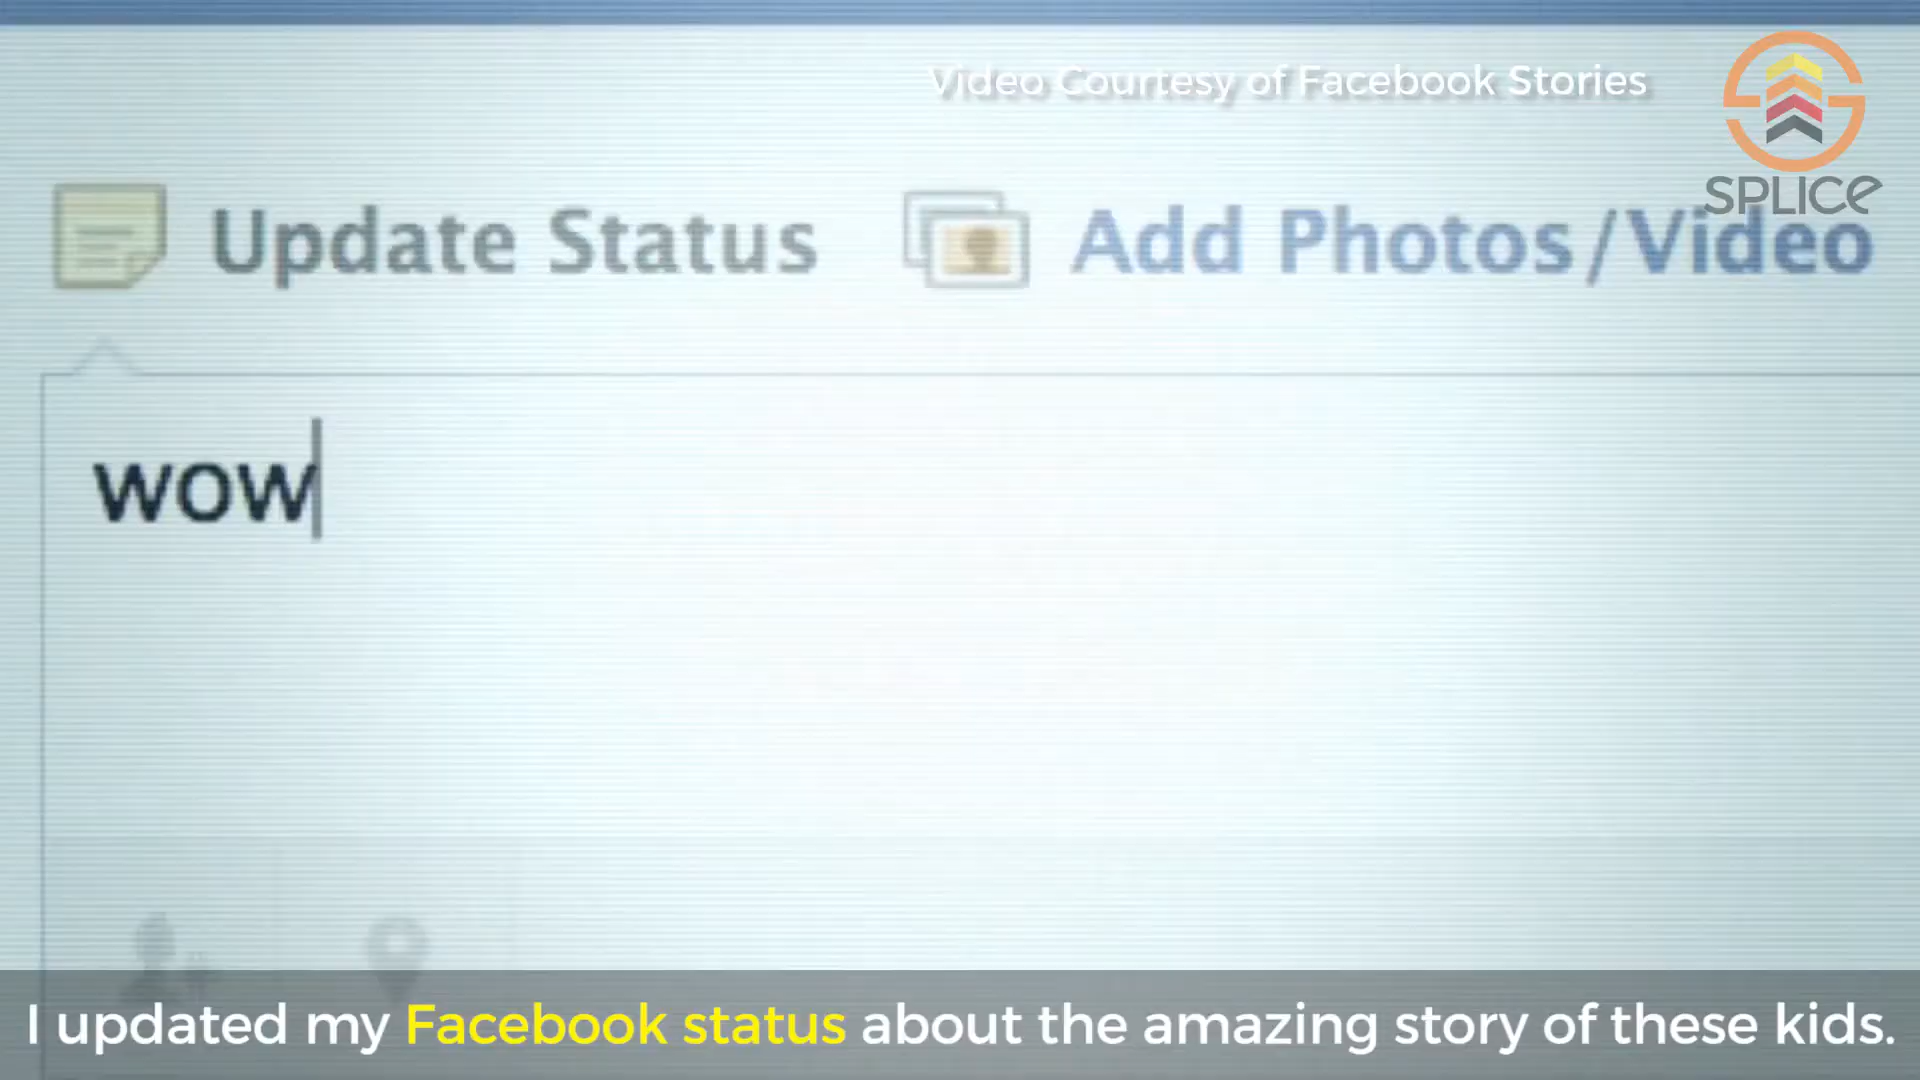 Video Courtesy of Facebook Stories
SPLICE
Update Status
Add Photos/Video
wow
I updated my Facebook status about the amazing story of these kids.